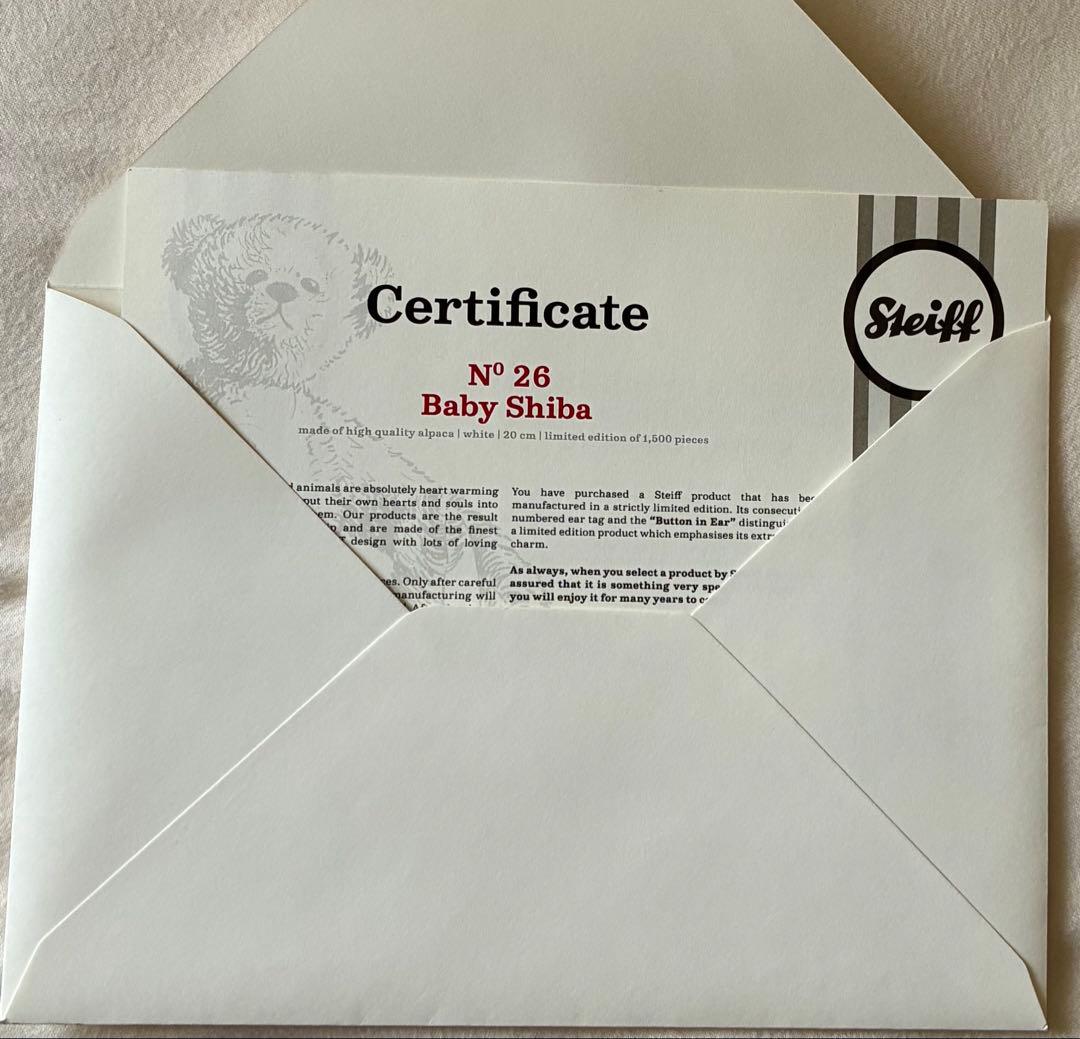 Steiff
Certificate
Nº 26
Baby Shiba
made of high quality alpaca | white | 20 cm | limited edition of 1,500 pieces
animals are absolutely heart warming
out their own hearts and souls into
Our products are the result
and are made of the finest
design with lots of loving
Only after careful
manufacturing will
You have purchased a Steiff product that has
manufactured in a strictly limited edition. Its
numbered ear tag and the “Button in Ear”
a limited edition product which emphasises its
charm.
As always, when you select a product by
assured that it is something very
you will enjoy it for many years to